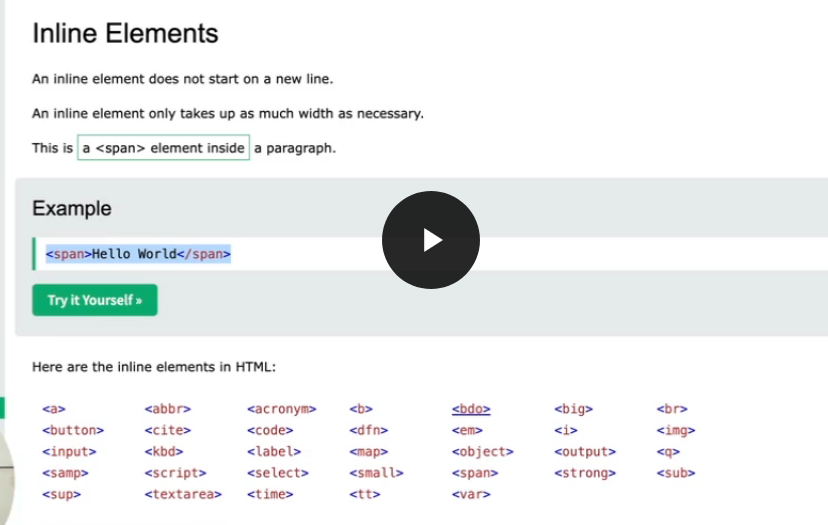 Inline Elements
An inline element does not start on a new line.
An inline element only takes up as much width as necessary.
This is a <span> element inside a paragraph.
Example
<span>Hello World</span>
Try it Yourself »
Here are the inline elements in HTML:
<a> <abbr> <acronym> <b> <bdo> <big> <br>
<button> <cite> <code> <dfn> <em> <i> <img>
<input> <kbd> <label> <map> <object> <output> <q>
<samp> <script> <select> <small> <span> <strong> <sub>
<sup> <textarea> <time> <tt> <var>